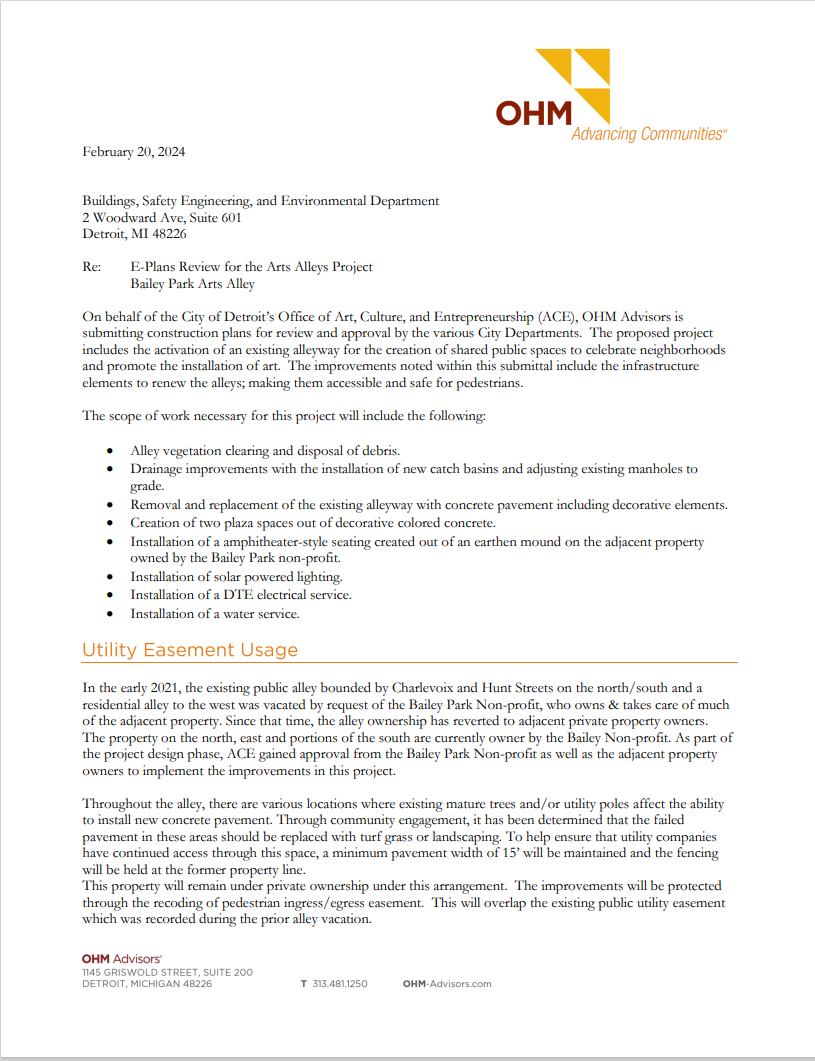 OHM
Advancing Communities®
February 20, 2024
Buildings, Safety Engineering, and Environmental Department
2 Woodward Ave, Suite 601
Detroit, MI 48226
Re: E-Plans Review for the Arts Alleys Project
Bailey Park Arts Alley
On behalf of the City of Detroit's Office of Art, Culture, and Entrepreneurship (ACE), OHM Advisors is
submitting construction plans for review and approval by the various City Departments. The proposed project
includes the activation of an existing alleyway for the creation of shared public spaces to celebrate neighborhoods
and promote the installation of art. The improvements noted within this submittal include the infrastructure
elements to renew the alleys; making them accessible and safe for pedestrians.
The scope of work necessary for this project will include the following:
• Alley vegetation clearing and disposal of debris.
• Drainage improvements with the installation of new catch basins and adjusting existing manholes to
grade.
• Removal and replacement of the existing alleyway with concrete pavement including decorative elements.
• Creation of two plaza spaces out of decorative colored concrete.
• Installation of a amphitheater-style seating created out of an earthen mound on the adjacent property
owned by the Bailey Park non-profit.
• Installation of solar powered lighting.
• Installation of a DTE electrical service.
• Installation of a water service.
Utility Easement Usage
In the early 2021, the existing public alley bounded by Charlevoix and Hunt Streets on the north/south and a
residential alley to the west was vacated by request of the Bailey Park Non-profit, who owns & takes care of much
of the adjacent property. Since that time, the alley ownership has reverted to adjacent private property owners.
The property on the north, east and portions of the south are currently owner by the Bailey Non-profit. As part of
the project design phase, ACE gained approval from the Bailey Park Non-profit as well as the adjacent property
owners to implement the improvements in this project.
Throughout the alley, there are various locations where existing mature trees and/or utility poles affect the ability
to install new concrete pavement. Through community engagement, it has been determined that the failed
pavement in these areas should be replaced with turf grass or landscaping. To help ensure that utility companies
have continued access through this space, a minimum pavement width of 15' will be maintained and the fencing
will be held at the former property line.
This property will remain under private ownership under this arrangement. The improvements will be protected
through the recoding of pedestrian ingress/egress easement. This will overlap the existing public utility easement
which was recorded during the prior alley vacation.
OHM Advisors®
1145 GRISWOLD STREET, SUITE 200
DETROIT, MICHIGAN 48226 T 313.481.1250 OHM-Advisors.com